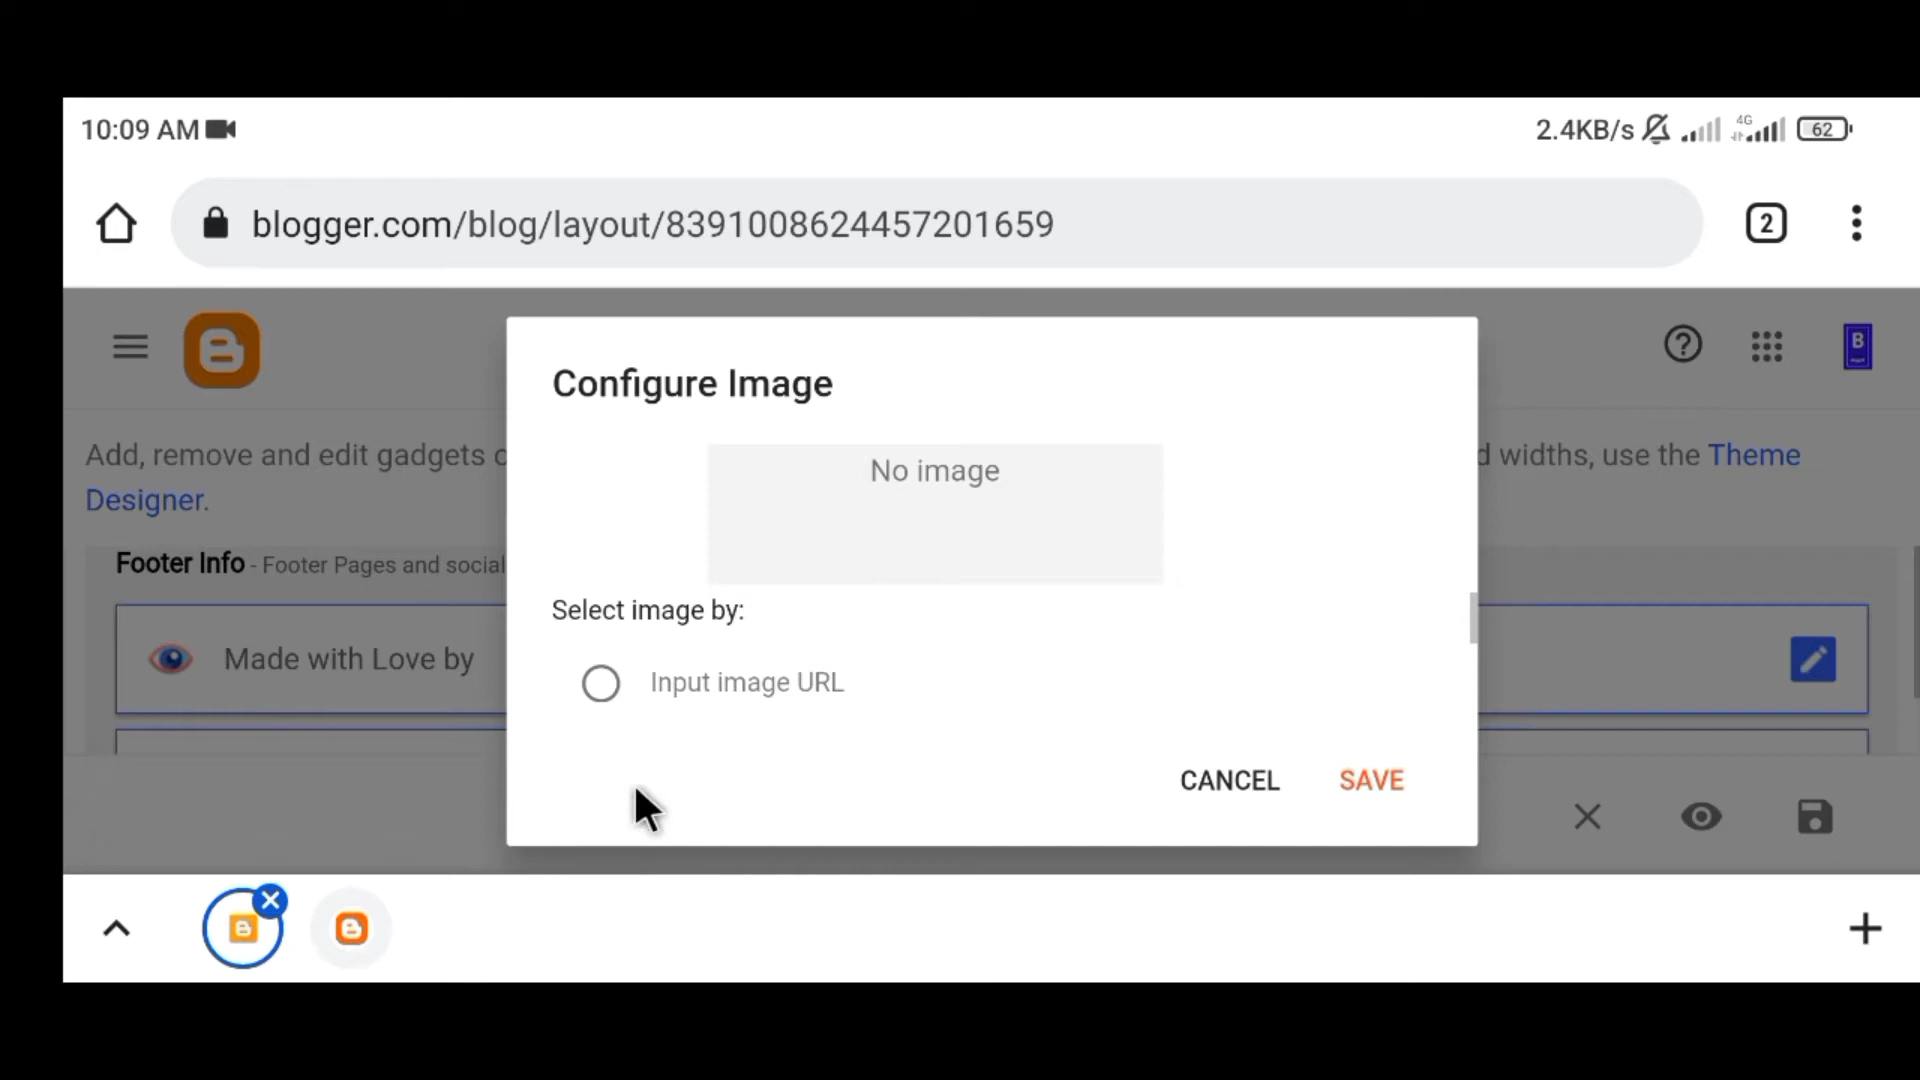 10:09 AM
2.4KB/s 4G 62
blogger.com/blog/layout/8391008624457201659
2
B
Configure Image
Add, remove and edit gadgets
d widths, use the Theme
Designer.
No image
Footer Info - Footer Pages and social
Select image by:
Made with Love by
Input image URL
CANCEL SAVE